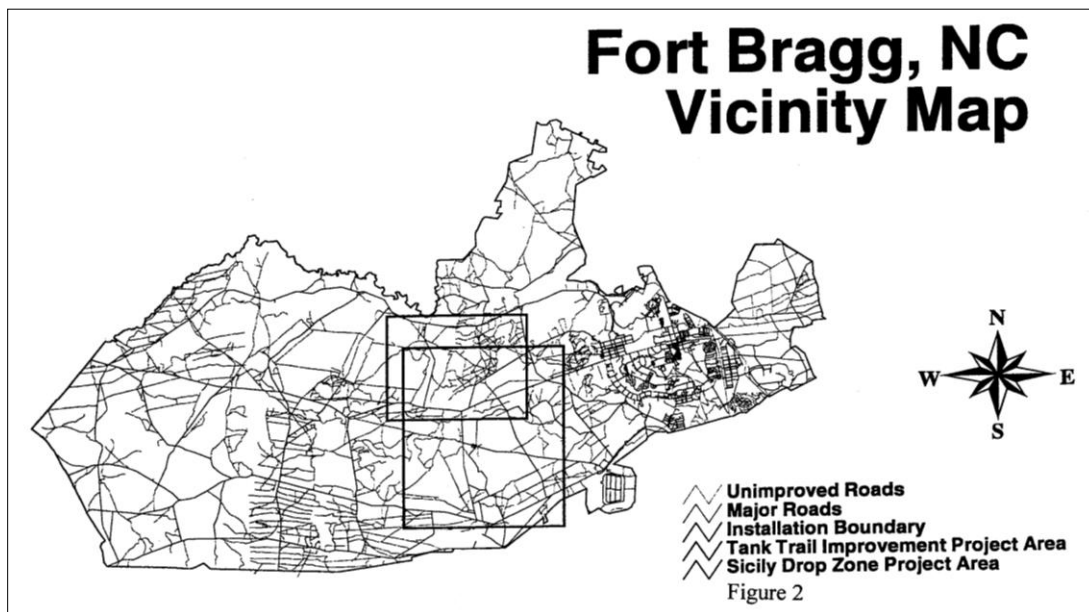 Fort Bragg, NC
Vicinity Map
N
W E
S
Unimproved Roads
Major Roads
Installation Boundary
Tank Trail Improvement Project Area
Sicily Drop Zone Project Area
Figure 2